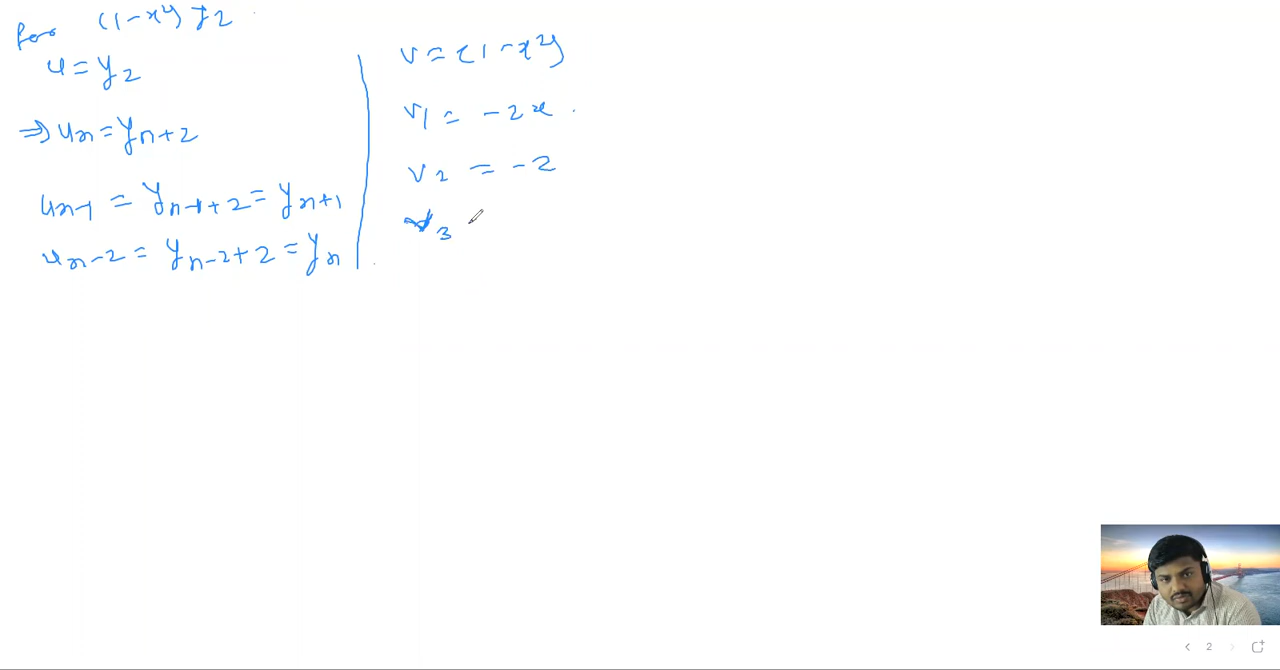 for (1-x²) y₂
u = y₂
⇒ uₙ = yₙ₊₂
uₙ₋₁ = yₙ₋₁₊₂ = yₙ₊₁
uₙ₋₂ = yₙ₋₂₊₂ = yₙ
v = (1-x²)
v₁ = -2x.
v₂ = -2
v₃
2